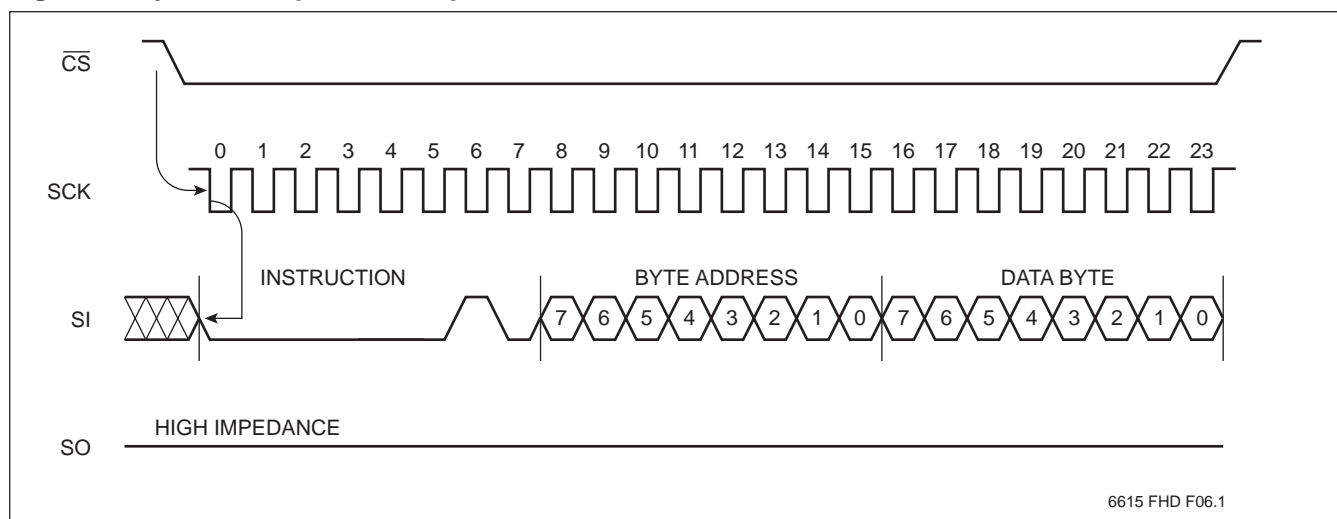 CS
0 1 2 3 4 5 6 7 8 9 10 11 12 13 14 15 16 17 18 19 20 21 22 23
SCK
INSTRUCTION BYTE ADDRESS DATA BYTE
SI 7 6 5 4 3 2 1 0 7 6 5 4 3 2 1 0
HIGH IMPEDANCE
SO
6615 FHD F06.1